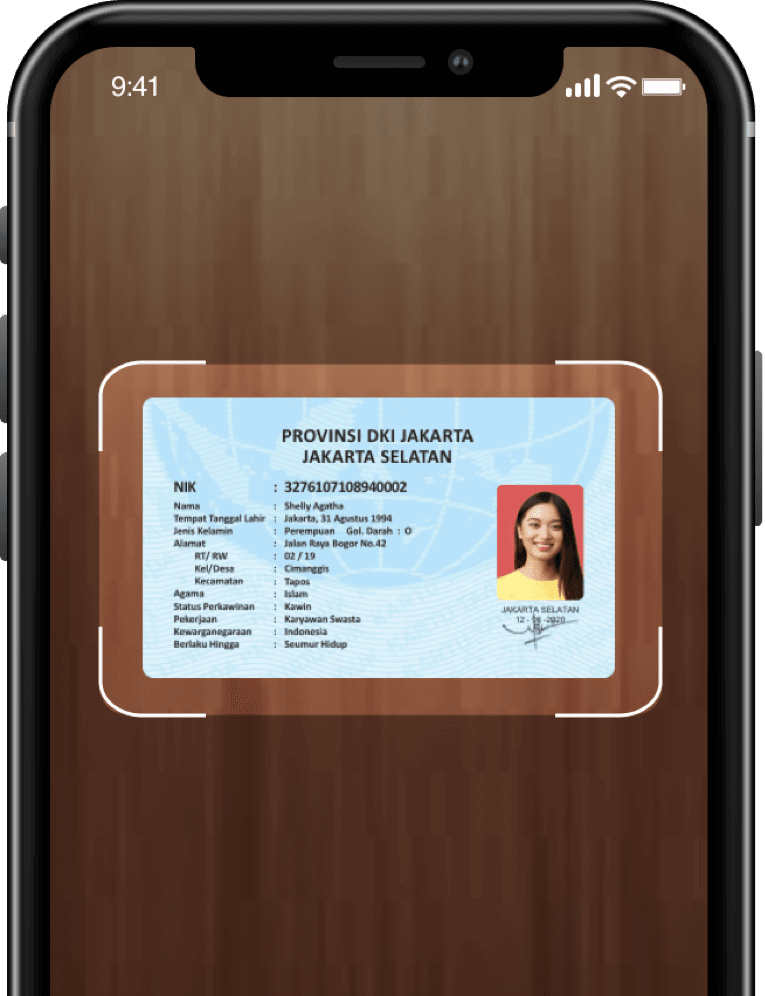 9:41
PROVINSI DKI JAKARTA
JAKARTA SELATAN
NIK : 3276107108940002
Nama : Shelly Agatha
Tempat Tanggal Lahir : Jakarta, 31 Agustus 1994
Jenis Kelamin : Perempuan Gol. Darah : O
Alamat : Jalan Raya Bogor No.42
RT/ RW : 02 / 19
Kel/Desa : Cimanggis
Kecamatan : Tapos
Agama : Islam
Status Perkawinan : Kawin
Pekerjaan : Karyawan Swasta
Kewarganegaraan : Indonesia
Berlaku Hingga : Seumur Hidup
JAKARTA SELATAN
12 - 06 -2020